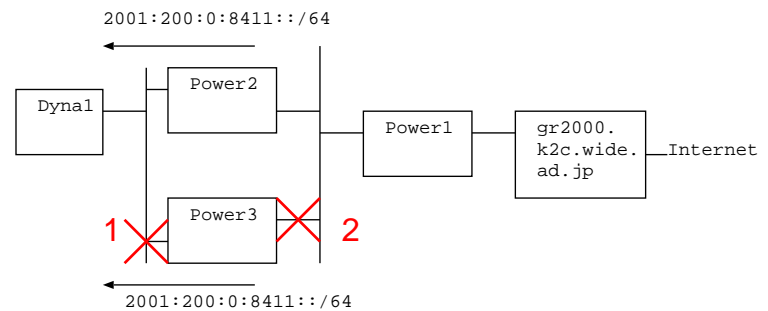 2001:200:0:8411::/64
Power2
Dyna1
Power1
gr2000.
k2c.wide.
ad.jp
Internet
Power3
1
2
2001:200:0:8411::/64